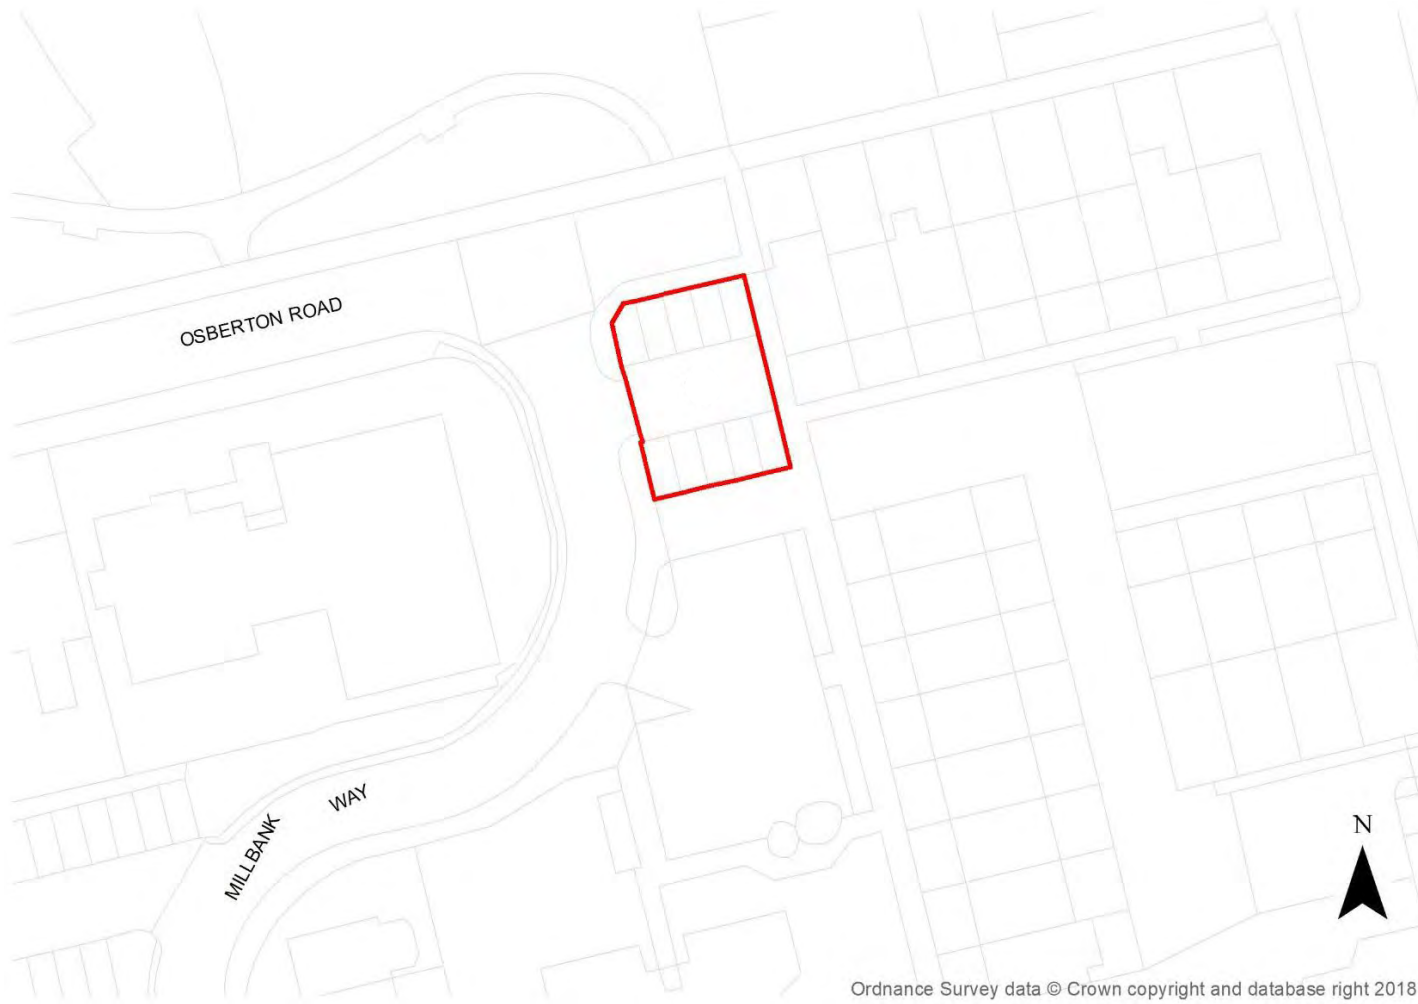 OSBERTON ROAD
WAY
MILLBANK
N
Ordnance Survey data © Crown copyright and database right 2018